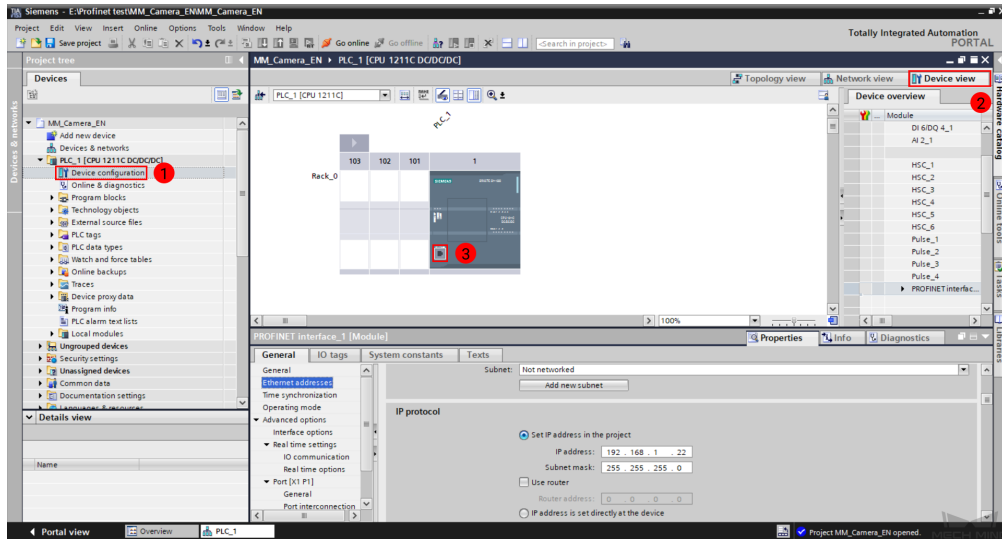 Siemens - E:\Profinet test\MM_Camera_EN\MM_Camera_EN
Project Edit View Insert Online Options Tools Window Help
Totally Integrated Automation
PORTAL
Save project Go online Go offline <Search in project>
Project tree
MM_Camera_EN ▸ PLC_1 [CPU 1211C DC/DC/DC]
Devices
Topology view Network view Device view
2
PLC_1 [CPU 1211C]
Device overview
Module
MM_Camera_EN
Add new device
Devices & networks
PLC_1 [CPU 1211C DC/DC/DC]
Device configuration
1
Online & diagnostics
Program blocks
Technology objects
External source files
PLC tags
PLC data types
Watch and force tables
Online backups
Traces
Device proxy data
Program info
PLC alarm text lists
Local modules
Ungrouped devices
Security settings
Unassigned devices
Common data
Documentation settings
Languages & resources
Devices & networks
PLC_1
103 102 101 1
Rack_0
SIEMENS
3
100%
DI 6/DQ 4_1
AI 2_1
HSC_1
HSC_2
HSC_3
HSC_4
HSC_5
HSC_6
Pulse_1
Pulse_2
Pulse_3
Pulse_4
PROFINET interfac...
Hardware catalog
Online tools
Tasks
Libraries
Details view
Name
PROFINET interface_1 [Module]
Properties Info Diagnostics
General IO tags System constants Texts
General
Ethernet addresses
Time synchronization
Operating mode
Advanced options
Interface options
Real time settings
IO communication
Real time options
Port [X1 P1]
General
Port interconnection
Subnet: Not networked
Add new subnet
IP protocol
Set IP address in the project
IP address: 192 . 168 . 1 . 22
Subnet mask: 255 . 255 . 255 . 0
Use router
Router address: 0 . 0 . 0 . 0
IP address is set directly at the device
Portal view Overview PLC_1
Project MM_Camera_EN opened.
MECH MIND